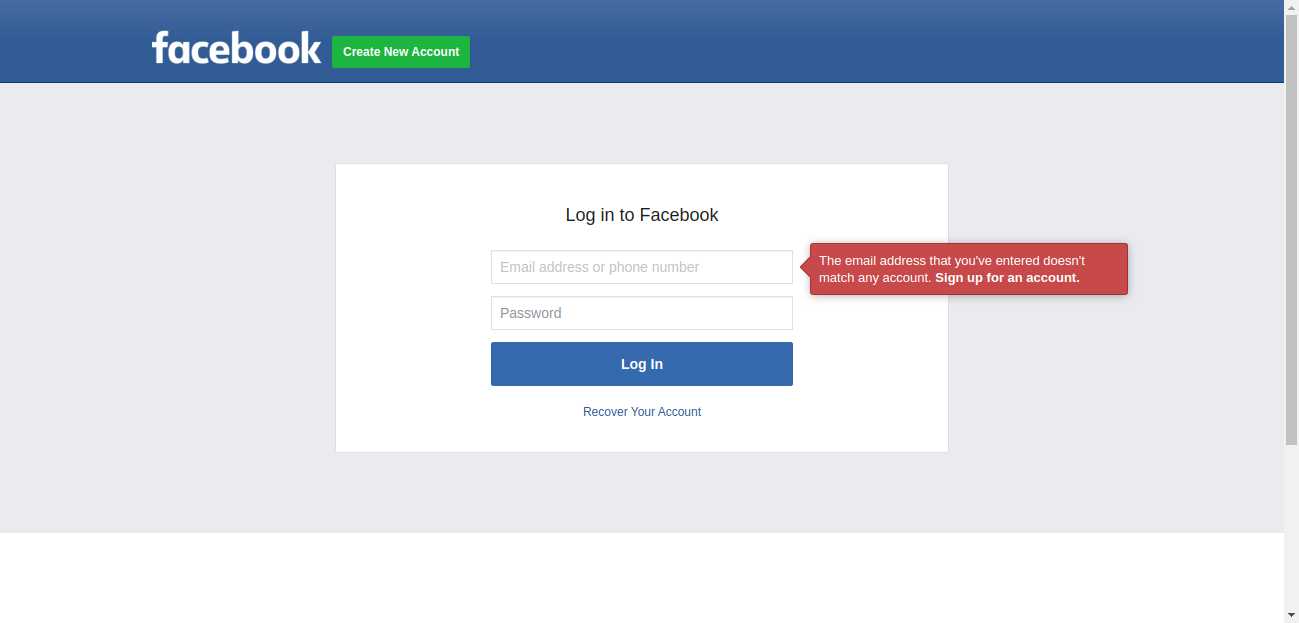 facebook
Create New Account
Log in to Facebook
Email address or phone number
The email address that you've entered doesn't
match any account. Sign up for an account.
Password
Log In
Recover Your Account